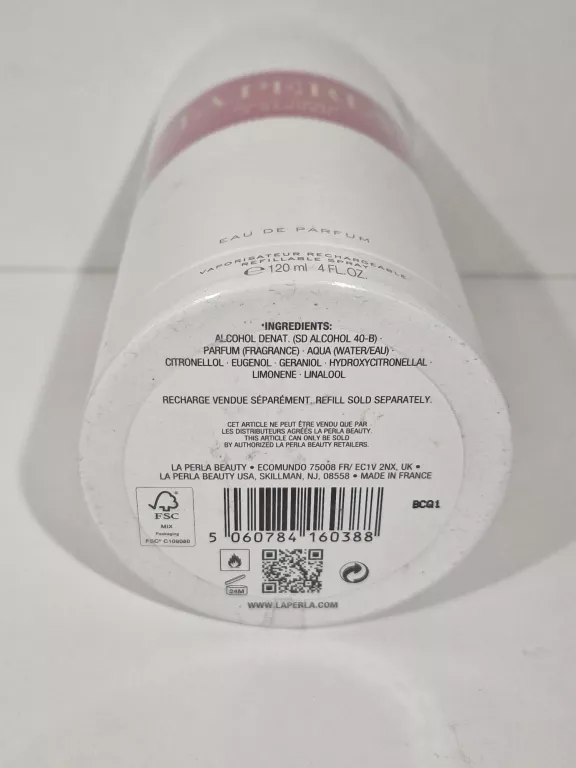 LA PERLA
EAU DE PARFUM
VAPORISATEUR RECHARGEABLE
REFILLABLE SPRAY
℮ 120 ml 4 FL.OZ.
*INGREDIENTS:
ALCOHOL DENAT. (SD ALCOHOL 40-B) ·
PARFUM (FRAGRANCE) · AQUA (WATER/EAU) ·
CITRONELLOL · EUGENOL · GERANIOL · HYDROXYCITRONELLAL ·
LIMONENE · LINALOOL
RECHARGE VENDUE SÉPARÉMENT. REFILL SOLD SEPARATELY.
CET ARTICLE NE PEUT ÊTRE VENDU QUE PAR
LES DISTRIBUTEURS AGRÉÉS LA PERLA BEAUTY.
THIS ARTICLE CAN ONLY BE SOLD
BY AUTHORIZED LA PERLA BEAUTY RETAILERS.
LA PERLA BEAUTY • ECOMUNDO 75008 FR/ EC1V 2NX, UK •
LA PERLA BEAUTY USA, SKILLMAN, NJ, 08558 • MADE IN FRANCE
BCQ1
FSC
MIX
Packaging
5 060784 160388
24M
WWW.LAPERLA.COM